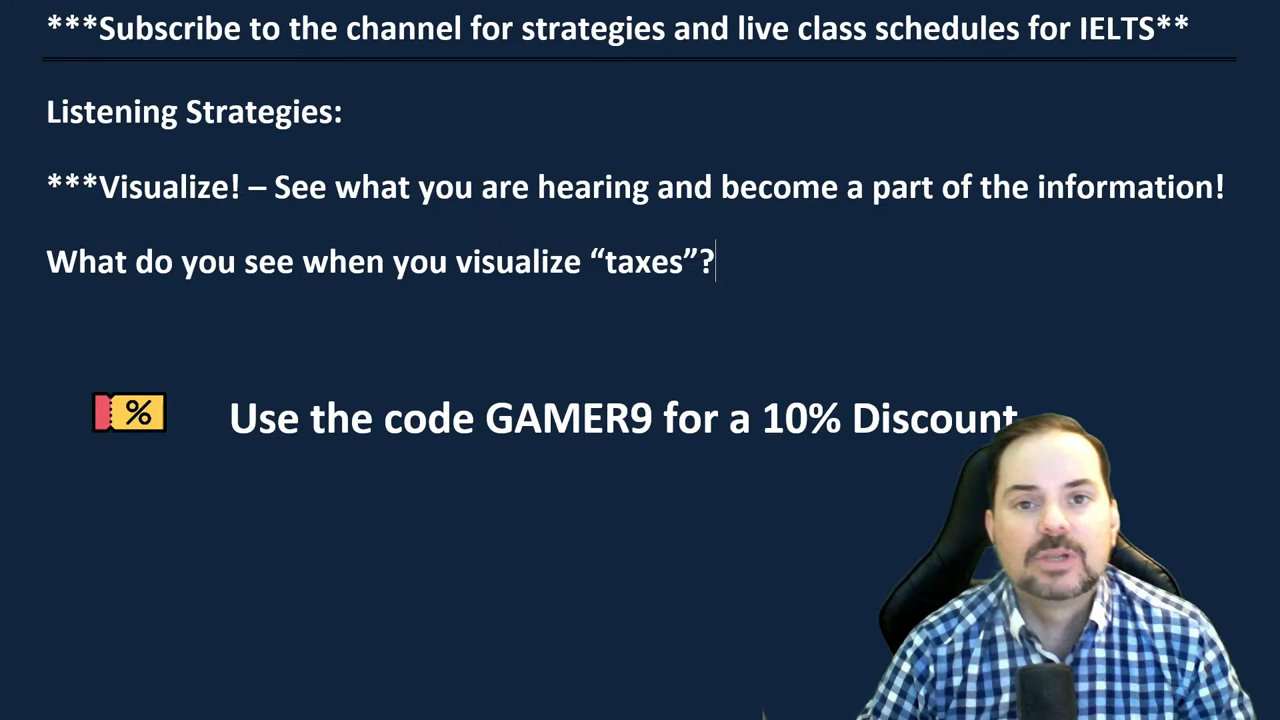 ***Subscribe to the channel for strategies and live class schedules for IELTS**
Listening Strategies:
***Visualize! – See what you are hearing and become a part of the information!
What do you see when you visualize “taxes”?
%
Use the code GAMER9 for a 10% Discount